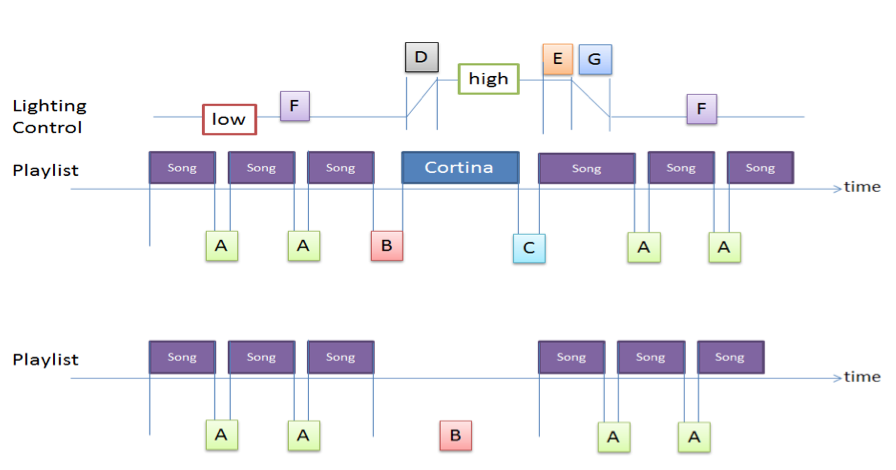 D
E
G
high
F
F
low
Lighting
Control
Playlist
Song
Song
Song
Cortina
Song
Song
Song
time
A
A
B
C
A
A
Playlist
Song
Song
Song
Song
Song
Song
time
A
A
B
A
A